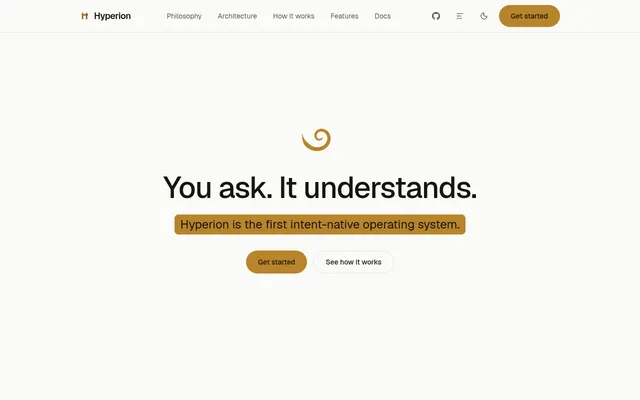 Hyperion
Philosophy
Architecture
How it works
Features
Docs
Get started
You ask. It understands.
Hyperion is the first intent-native operating system.
Get started
See how it works